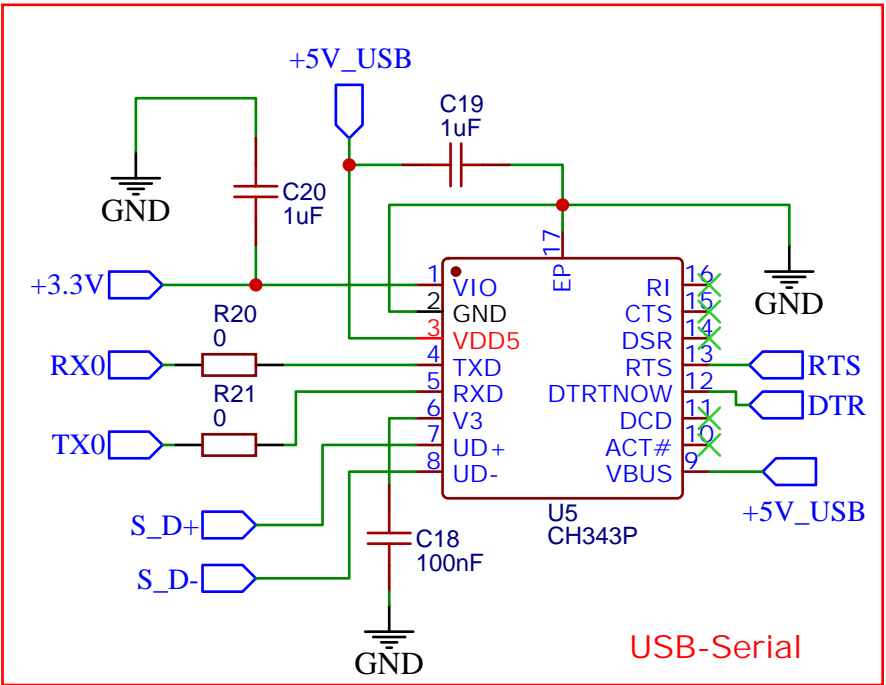 +5V_USB
C19
1uF
C20
1uF
GND
17
EP
+3.3V
1
VIO
16
RI
GND
2
GND
15
CTS
R20
0
3
VDD5
14
DSR
RX0
4
TXD
13
RTS
RTS
R21
0
5
RXD
12
DTRTNOW
DTR
6
V3
11
DCD
TX0
7
UD+
10
ACT#
8
UD-
9
VBUS
+5V_USB
S_D+
U5
CH343P
C18
100nF
S_D-
GND
USB-Serial